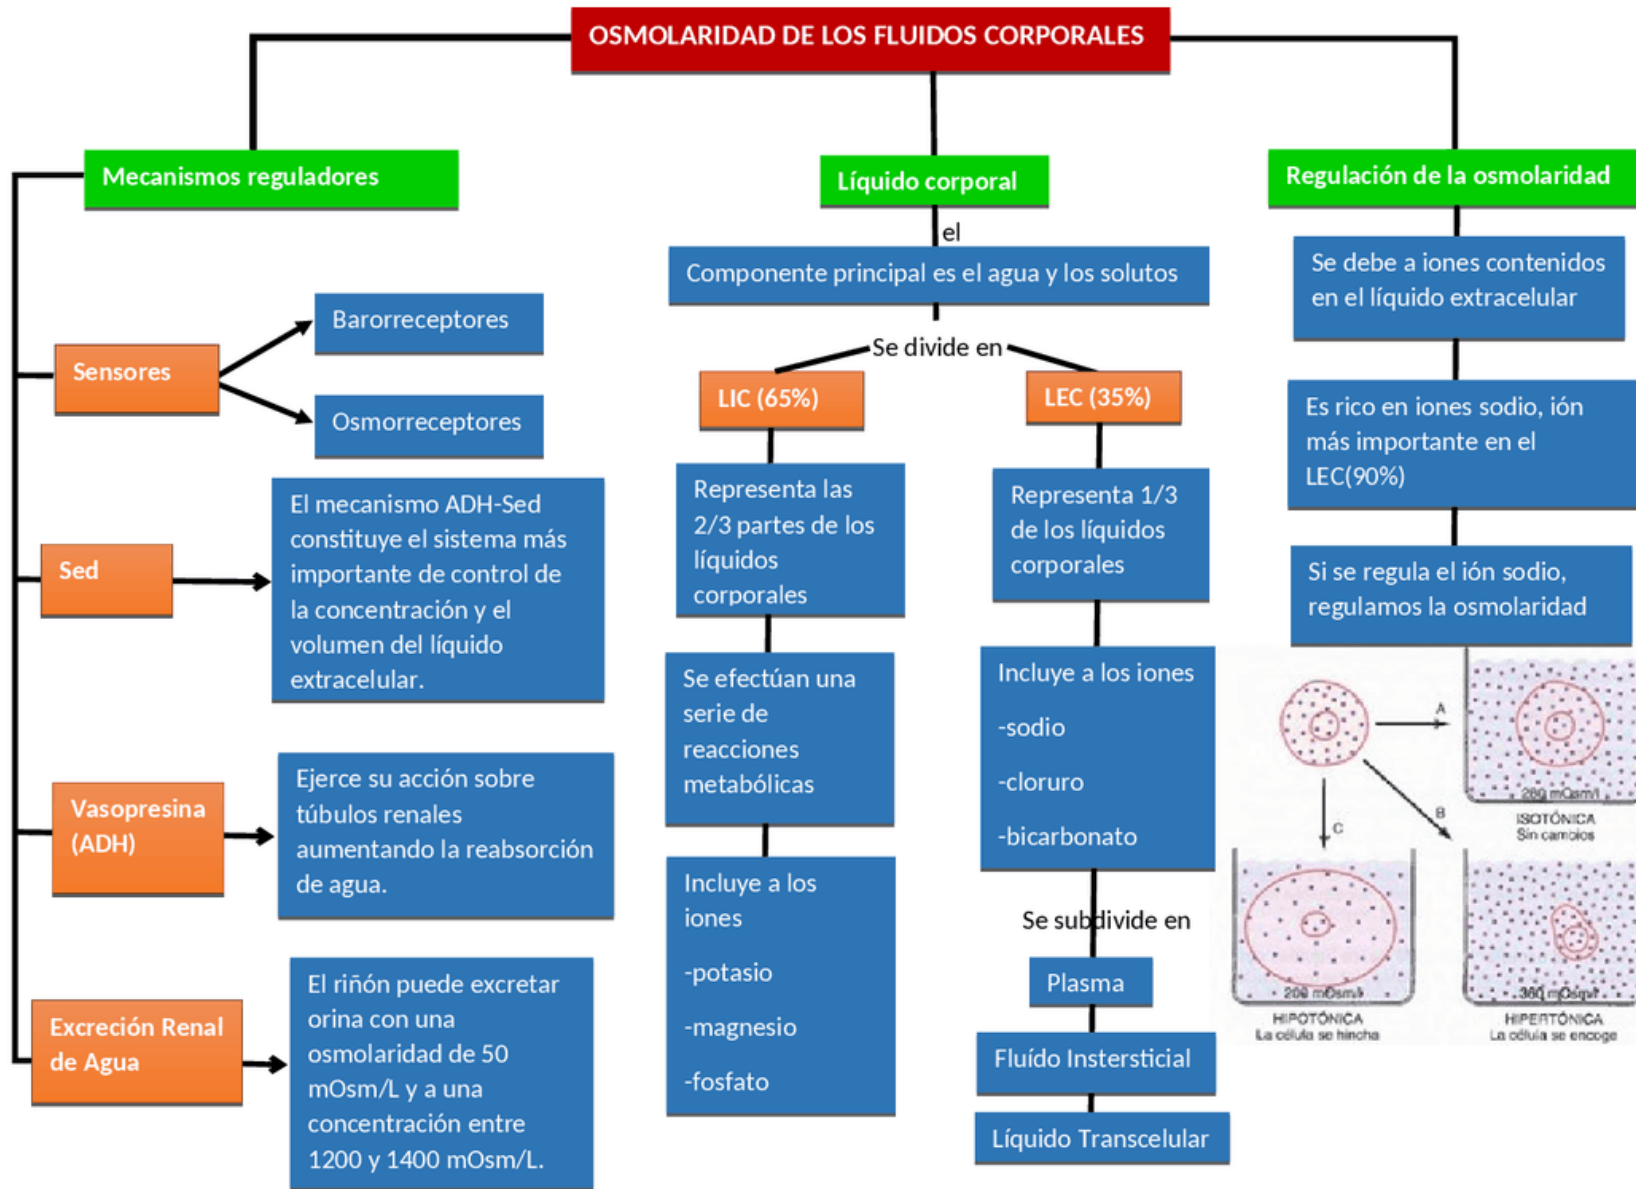 OSMOLARIDAD DE LOS FLUIDOS CORPORALES
Mecanismos reguladores
Sensores
Barorreceptores
Osmorreceptores
Sed
El mecanismo ADH-Sed
constituye el sistema más
importante de control de
la concentración y el
volumen del líquido
extracelular.
Vasopresina
(ADH)
Ejerce su acción sobre
túbulos renales
aumentando la reabsorción
de agua.
Excreción Renal
de Agua
El riñón puede excretar
orina con una
osmolaridad de 50
mOsm/L y a una
concentración entre
1200 y 1400 mOsm/L.
Líquido corporal
el
Componente principal es el agua y los solutos
Se divide en
LIC (65%)
Representa las
2/3 partes de los
líquidos
corporales
Se efectúan una
serie de
reacciones
metabólicas
Incluye a los
iones
-potasio
-magnesio
-fosfato
LEC (35%)
Representa 1/3
de los líquidos
corporales
Incluye a los iones
-sodio
-cloruro
-bicarbonato
Se subdivide en
Plasma
Fluído Instersticial
Líquido Transcelular
Regulación de la osmolaridad
Se debe a iones contenidos
en el líquido extracelular
Es rico en iones sodio, ión
más importante en el
LEC(90%)
Si se regula el ión sodio,
regulamos la osmolaridad
A
280 mOsm/l
ISOTÓNICA
Sin cambios
B
C
200 mOsm/l
HIPOTÓNICA
La célula se hincha
360 mOsm/l
HIPERTÓNICA
La célula se encoge